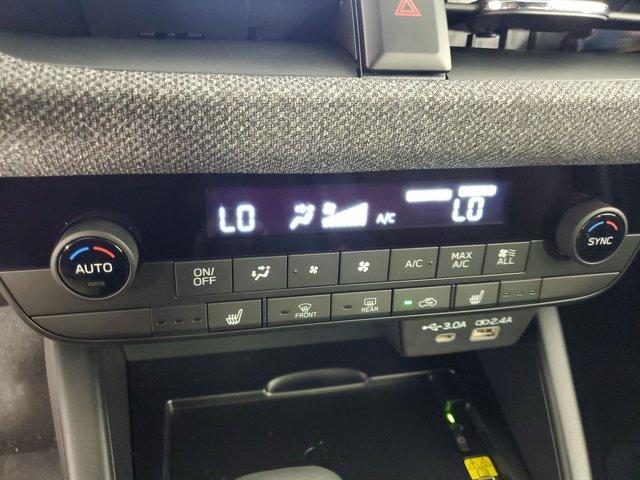 LO A/C LO
AUTO
SYNC
ON/
OFF
A/C
MAX
A/C
ALL
FRONT
REAR
3.0A
2.4A